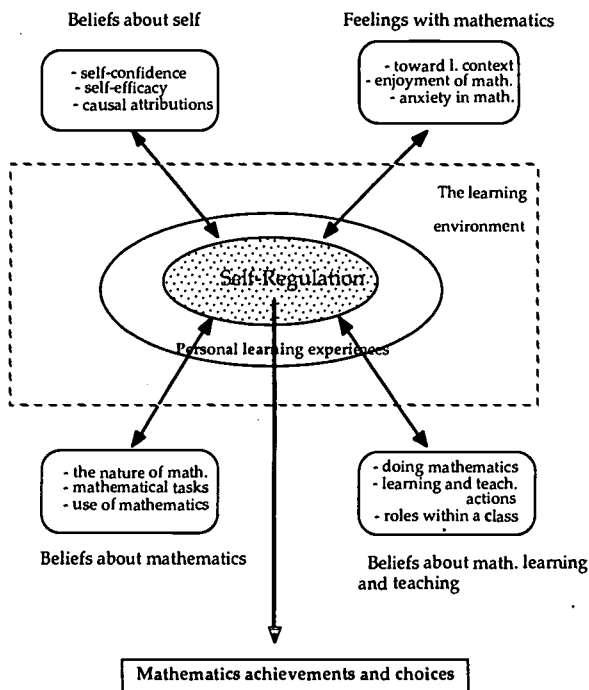 Beliefs about self
Feelings with mathematics
- self-confidence
- self-efficacy
- causal attributions
- toward l. context
- enjoyment of math.
- anxiety in math.
The learning
environment
Self-Regulation
Personal learning experiences
- the nature of math.
- mathematical tasks
- use of mathematics
- doing mathematics
- learning and teach.
actions
- roles within a class
Beliefs about mathematics
Beliefs about math. learning
and teaching
Mathematics achievements and choices